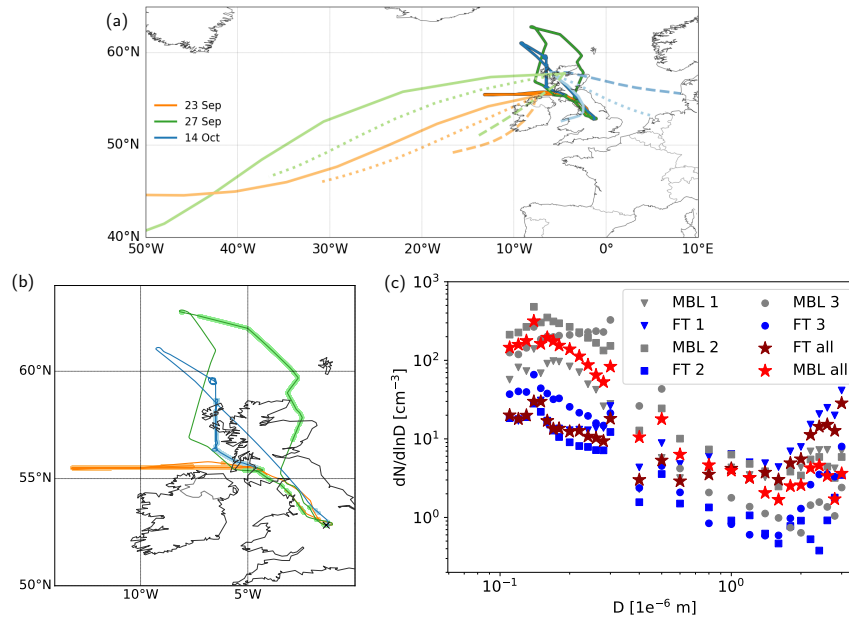 (a)
60°N
50°N
40°N
23 Sep
27 Sep
14 Oct
50°W
40°W
30°W
20°W
10°W
0°W
10°E
(b)
60°N
55°N
50°N
10°W
5°W
(c)
10³
10²
10¹
10⁰
dN/dlnD [cm⁻³]
MBL 1
FT 1
MBL 2
FT 2
MBL 3
FT 3
FT all
MBL all
10⁻¹
10⁰
D [1e⁻⁶ m]